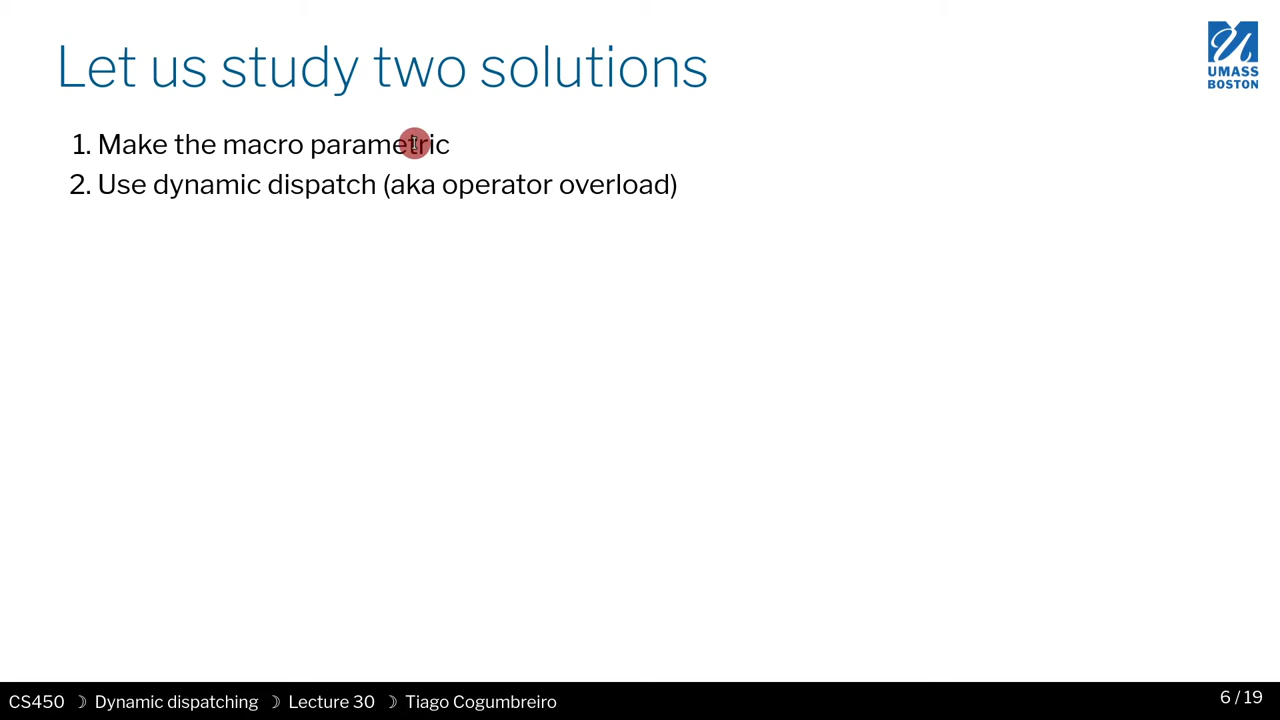 Let us study two solutions
UMASS
BOSTON
1. Make the macro parametric
2. Use dynamic dispatch (aka operator overload)
CS450 ☽ Dynamic dispatching ☽ Lecture 30 ☽ Tiago Cogumbreiro
6 / 19